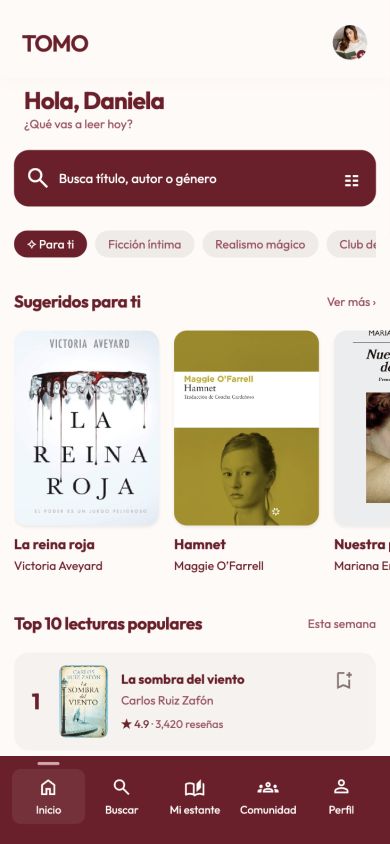 TOMO
Hola, Daniela
¿Qué vas a leer hoy?
Busca título, autor o género
Para ti
Ficción íntima
Realismo mágico
Club de
Sugeridos para ti
Ver más ›
VICTORIA AVEYARD
LA
REINA
ROJA
EL PODER ES UN JUEGO PELIGROSO
Maggie O'Farrell
Hamnet
Traducción de Concha Cardeñoso
MARIA
Nue
de
La reina roja
Victoria Aveyard
Hamnet
Maggie O'Farrell
Nuestra
Mariana En
Top 10 lecturas populares
Esta semana
1
CARLOS
RUIZ ZAFÓN
La
SOMBRA
del
VIENTO
La sombra del viento
Carlos Ruiz Zafón
★ 4.9 · 3,420 reseñas
Inicio
Buscar
Mi estante
Comunidad
Perfil